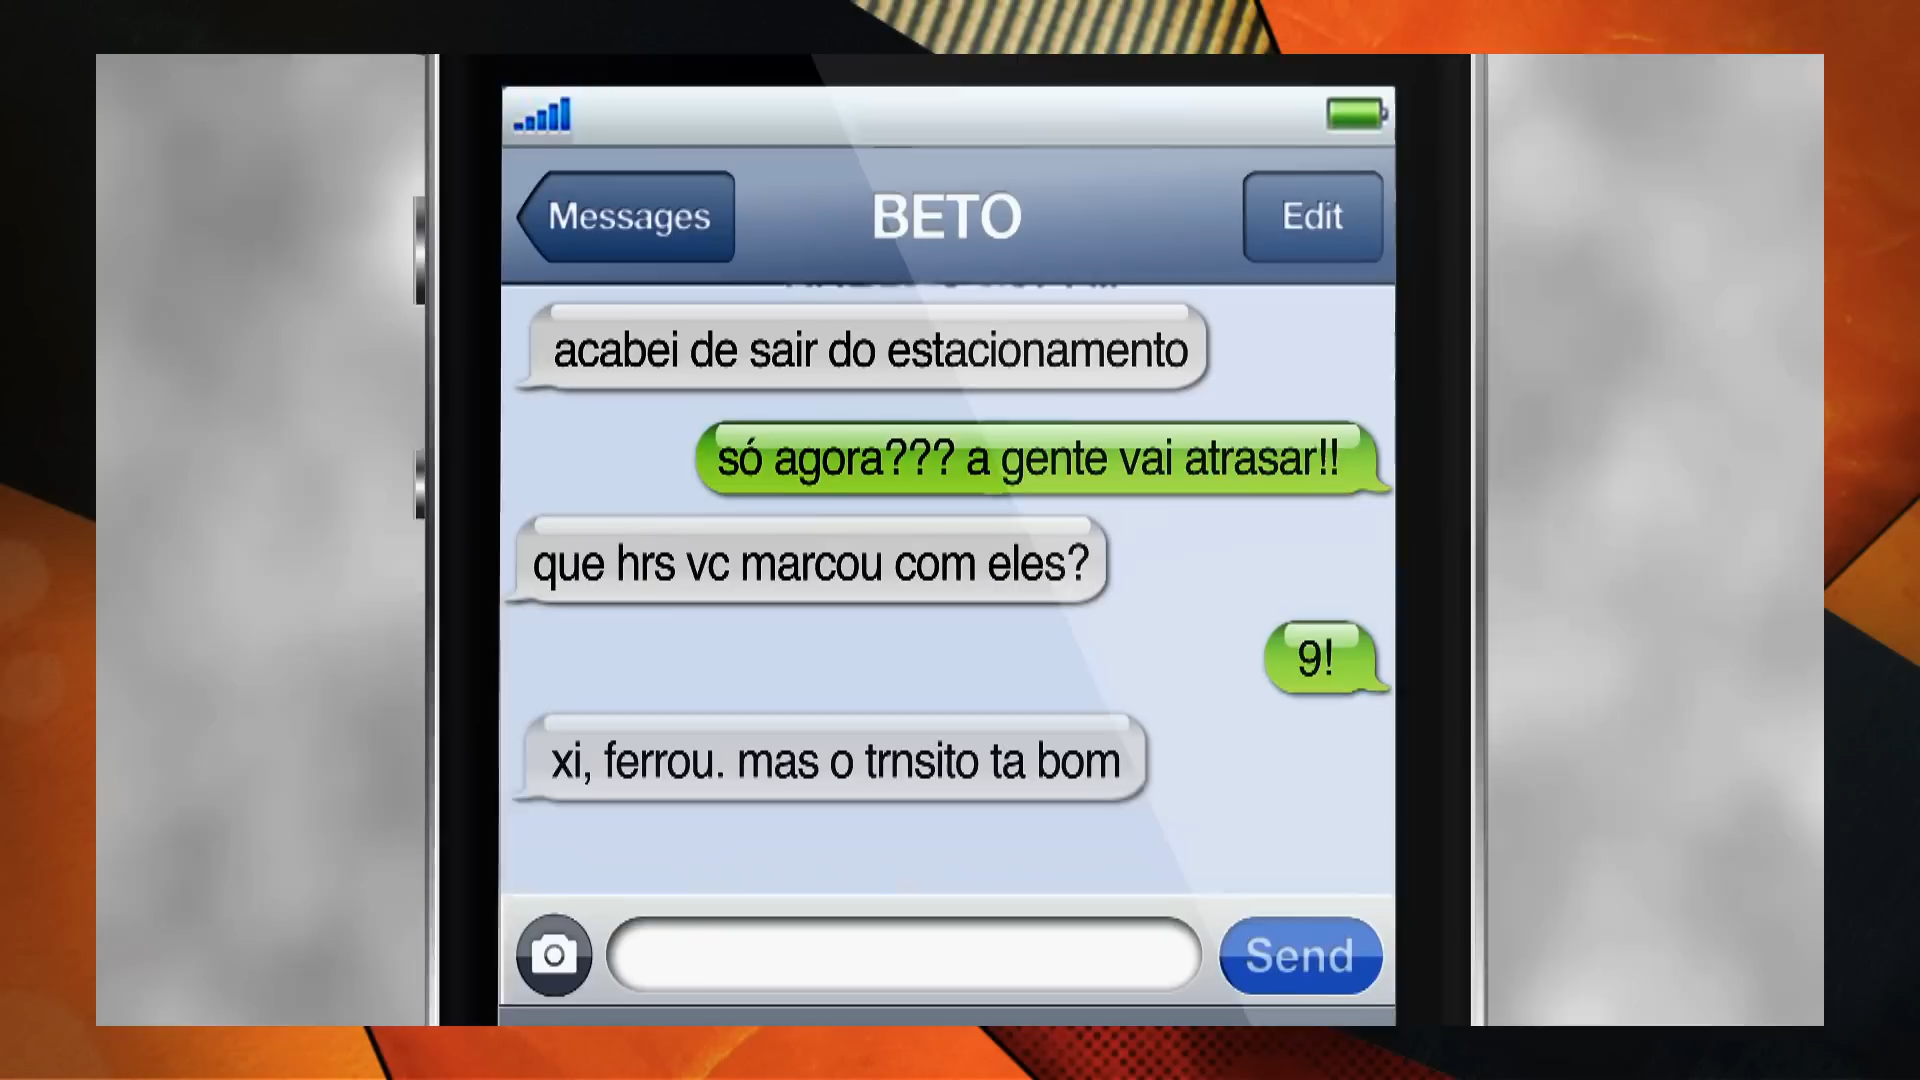 Messages
BETO
Edit
acabei de sair do estacionamento
só agora??? a gente vai atrasar!!
que hrs vc marcou com eles?
9!
xi, ferrou. mas o trnsito ta bom
Send